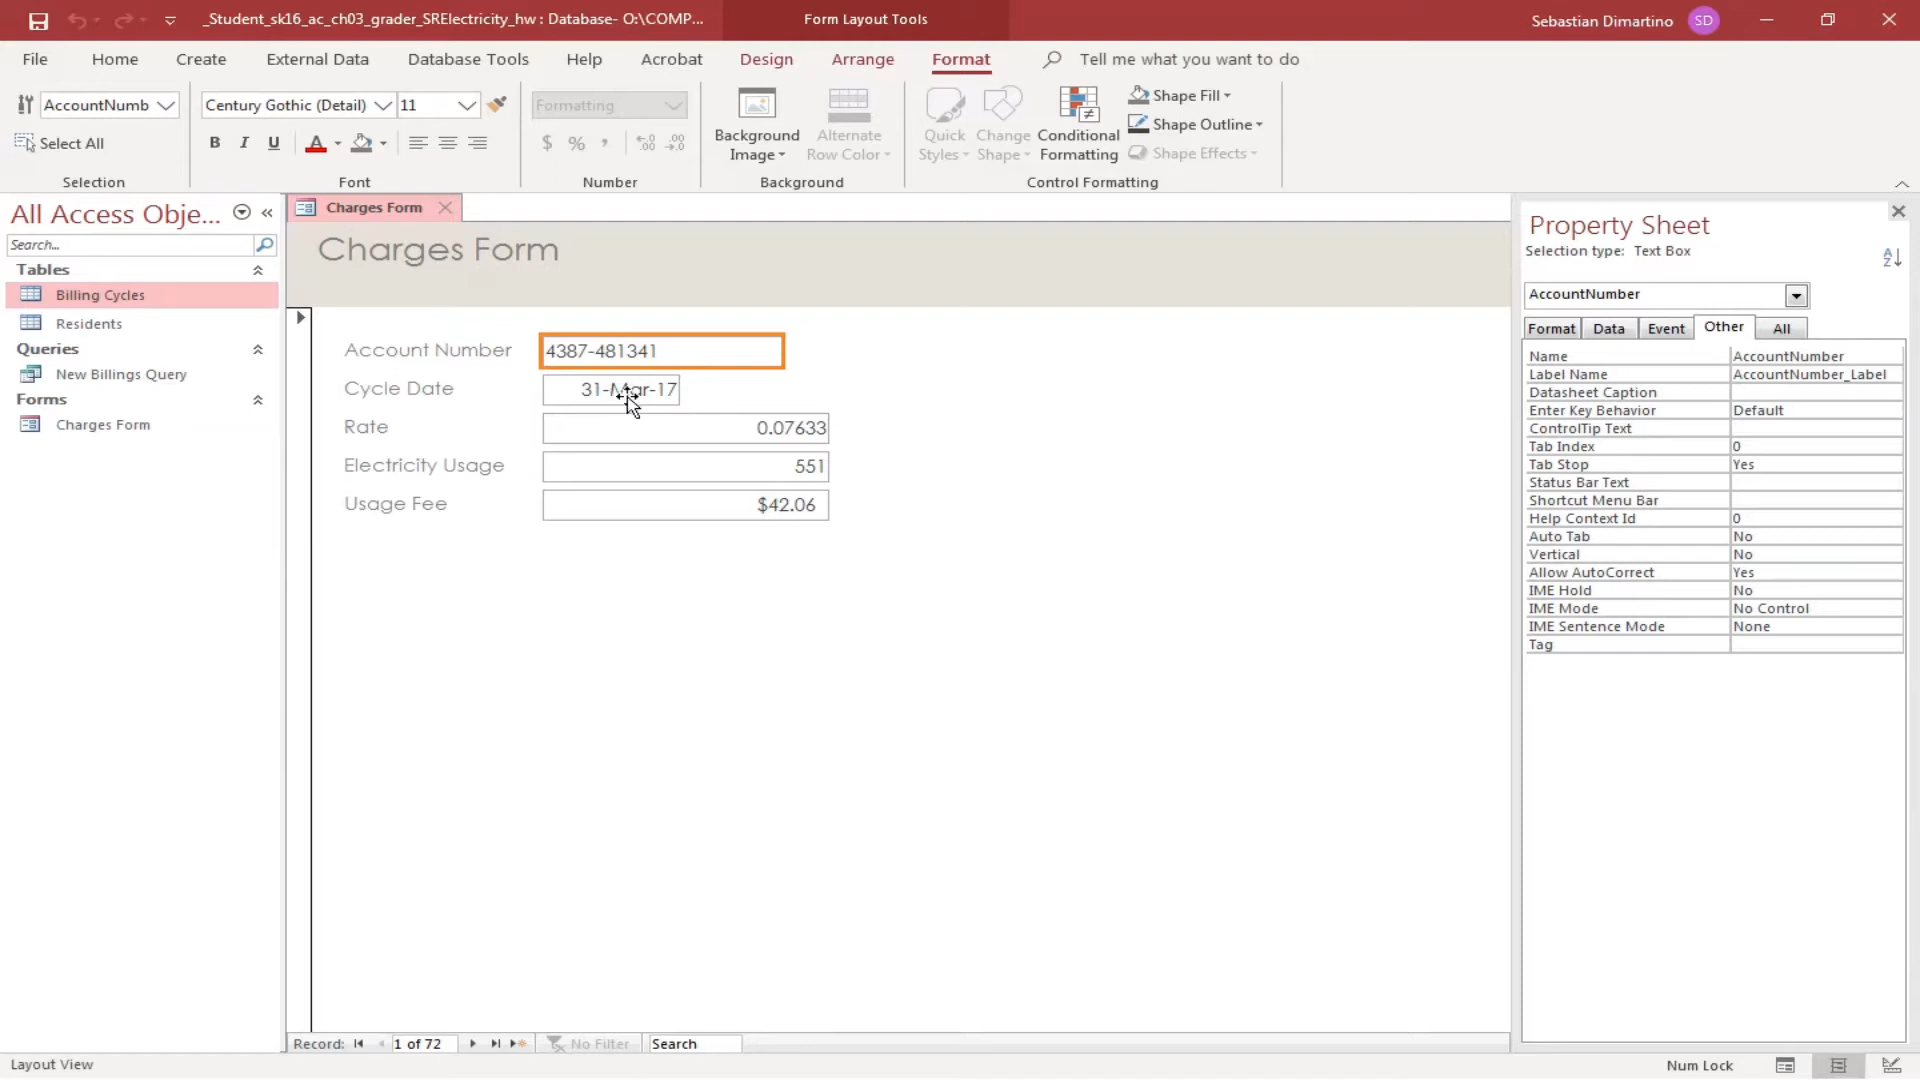 _Student_sk16_ac_ch03_grader_SRElectricity_hw : Database- O:\COMP... Form Layout Tools Sebastian Dimartino SD
File Home Create External Data Database Tools Help Acrobat Design Arrange Format Tell me what you want to do
AccountNumb Century Gothic (Detail) 11 Formatting
Select All B I U A $ % , .00 .00
Background Image Alternate Row Color Quick Styles Change Shape Conditional Formatting
Shape Fill
Shape Outline
Shape Effects
Selection Font Number Background Control Formatting
All Access Obje...
Search...
Tables
Billing Cycles
Residents
Queries
New Billings Query
Forms
Charges Form
Charges Form
Charges Form
Account Number 4387-481341
Cycle Date 31-Mar-17
Rate 0.07633
Electricity Usage 551
Usage Fee $42.06
Record: 1 of 72 No Filter Search
Property Sheet
Selection type: Text Box
AccountNumber
Format Data Event Other All
Name AccountNumber
Label Name AccountNumber_Label
Datasheet Caption
Enter Key Behavior Default
ControlTip Text
Tab Index 0
Tab Stop Yes
Status Bar Text
Shortcut Menu Bar
Help Context Id 0
Auto Tab No
Vertical No
Allow AutoCorrect Yes
IME Hold No
IME Mode No Control
IME Sentence Mode None
Tag
Layout View Num Lock